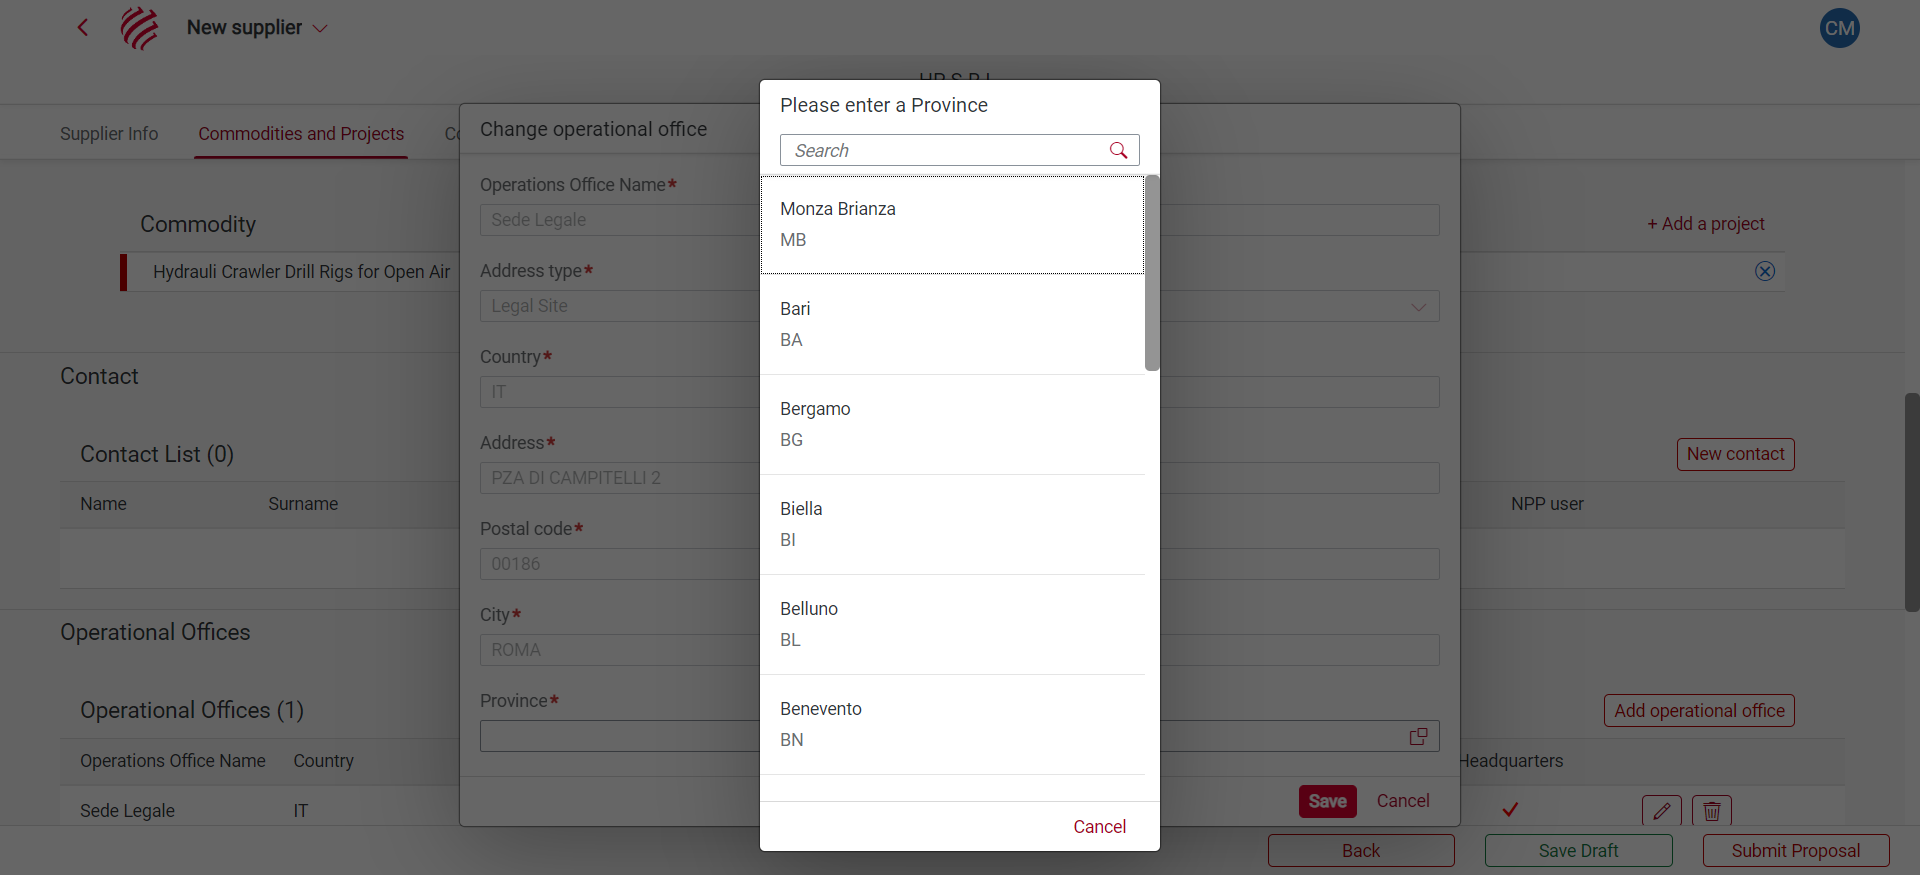 New supplier
CM
Supplier Info
Commodities and Projects
Commodity
+ Add a project
Hydrauli Crawler Drill Rigs for Open Air
Contact
Contact List (0)
New contact
Name
Surname
NPP user
Operational Offices
Operational Offices (1)
Add operational office
Operations Office Name
Country
Headquarters
Sede Legale
IT
Back
Save Draft
Submit Proposal
Change operational office
Operations Office Name*
Sede Legale
Address type*
Legal Site
Country*
IT
Address*
PZA DI CAMPITELLI 2
Postal code*
00186
City*
ROMA
Province*
Save
Cancel
Please enter a Province
Search
Monza Brianza
MB
Bari
BA
Bergamo
BG
Biella
BI
Belluno
BL
Benevento
BN
Cancel